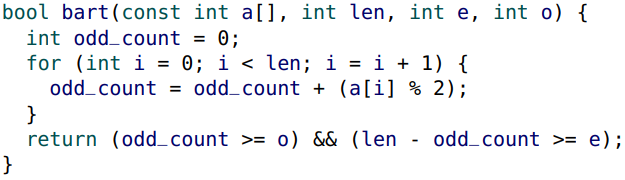 bool bart(const int a[], int len, int e, int o) {
  int odd_count = 0;
  for (int i = 0; i < len; i = i + 1) {
    odd_count = odd_count + (a[i] % 2);
  }
  return (odd_count >= o) && (len - odd_count >= e);
}